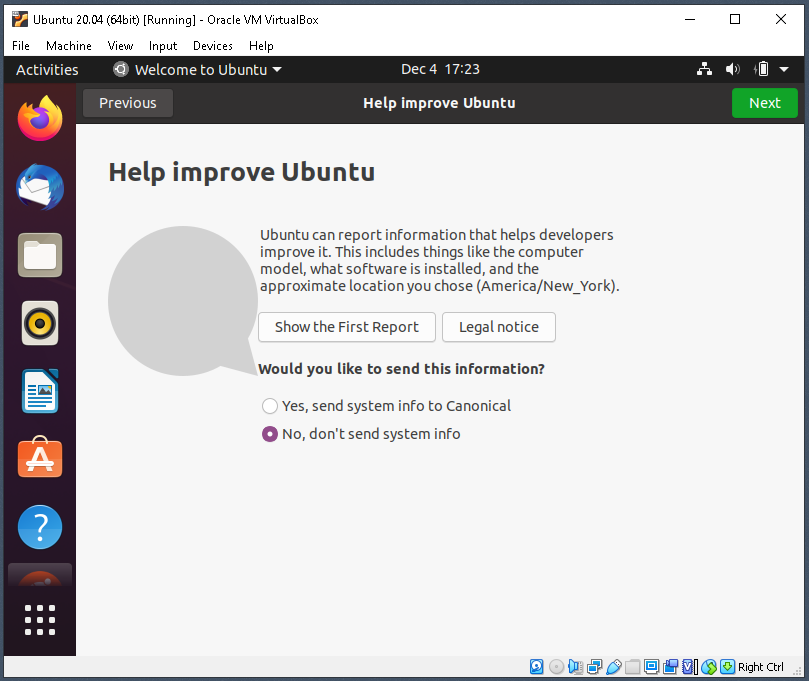 Ubuntu 20.04 (64bit) [Running] - Oracle VM VirtualBox
File Machine View Input Devices Help
Activities Welcome to Ubuntu Dec 4 17:23
Previous Help improve Ubuntu Next
Help improve Ubuntu
Ubuntu can report information that helps developers
improve it. This includes things like the computer
model, what software is installed, and the
approximate location you chose (America/New_York).
Show the First Report Legal notice
Would you like to send this information?
Yes, send system info to Canonical
No, don't send system info
Right Ctrl